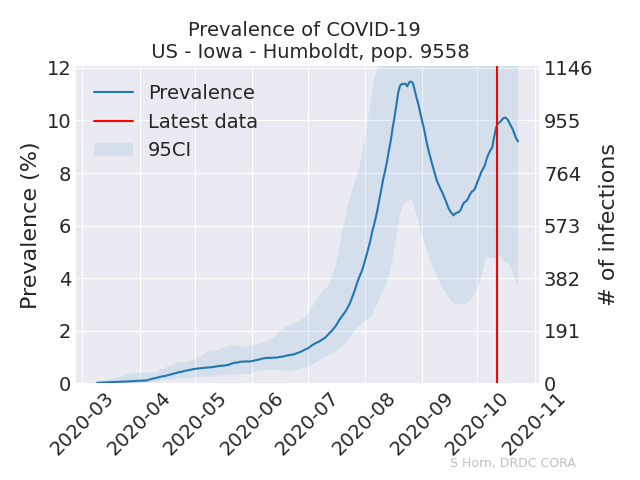 Prevalence of COVID-19
US - Iowa - Humboldt, pop. 9558
Prevalence (%)
12
10
8
6
4
2
0
Prevalence
Latest data
95CI
1146
955
764
573
382
191
0
# of infections
2020-03
2020-04
2020-05
2020-06
2020-07
2020-08
2020-09
2020-10
2020-11
S Horn, DRDC CORA